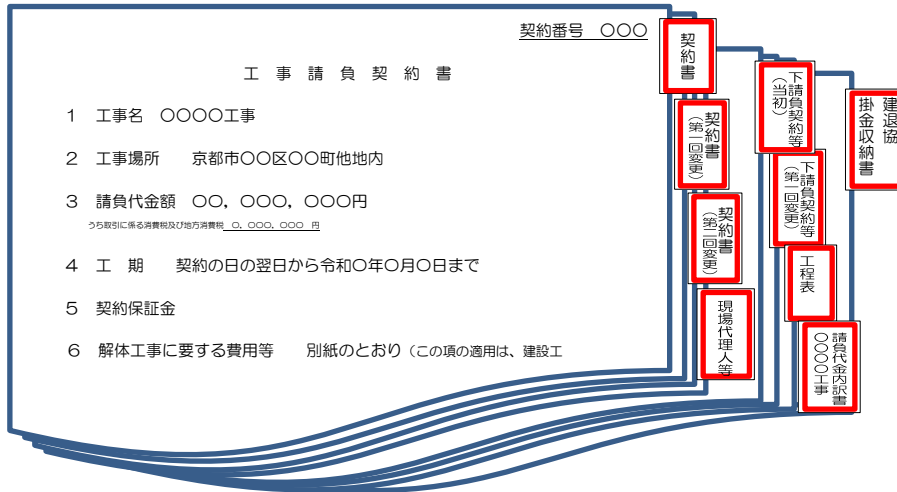 契約番号　〇〇〇
工　事　請　負　契　約　書
１　工事名　〇〇〇〇工事
２　工事場所　　京都市〇〇区〇〇町他地内
３　請負代金額　〇〇，〇〇〇，〇〇〇円
うち取引に係る消費税及び地方消費税　〇，〇〇〇，〇〇〇　円
４　工　期　　契約の日の翌日から令和〇年〇月〇日まで
５　契約保証金
６　解体工事に要する費用等　　別紙のとおり（この項の適用は、建設工
契約書
契約書
（第一回変更）
契約書
（第二回変更）
現場代理人等
下請負契約等
（当初）
下請負契約等
（第一回変更）
工程表
請負代金内訳書
〇〇〇〇工事
建退協
掛金収納書